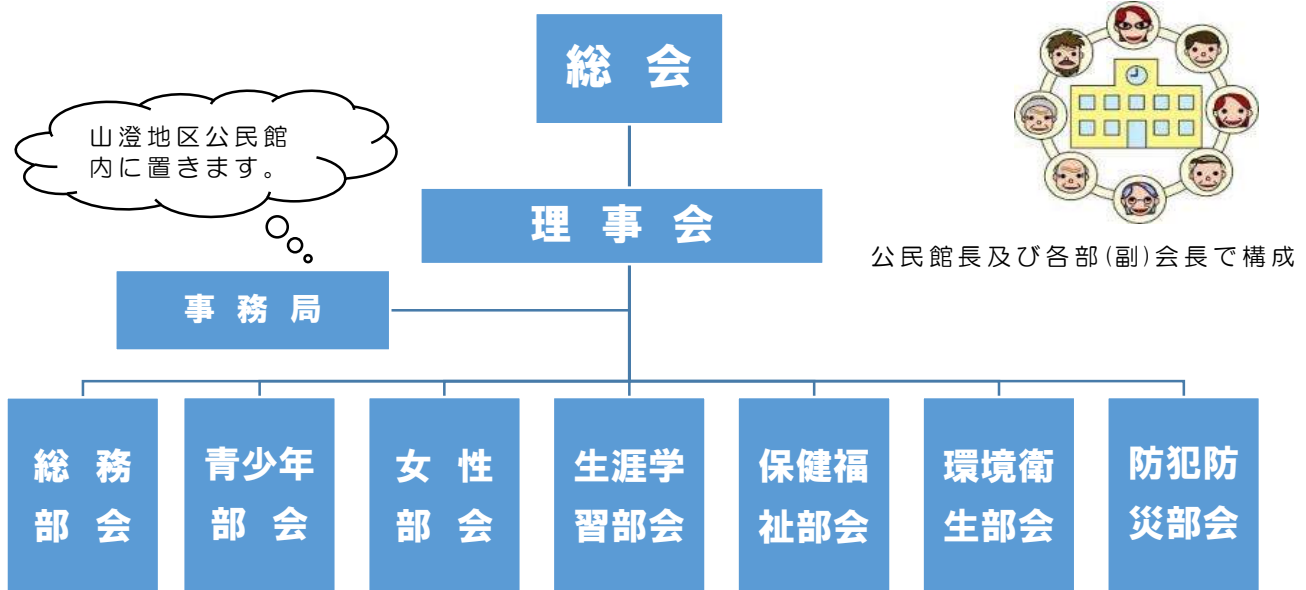 総 会
山澄地区公民館
内に置きます。
理 事 会
公民館長及び各部(副)会長で構成
事 務 局
総 務
部 会
青少年
部 会
女 性
部 会
生涯学
習部会
保健福
祉部会
環境衛
生部会
防犯防
災部会